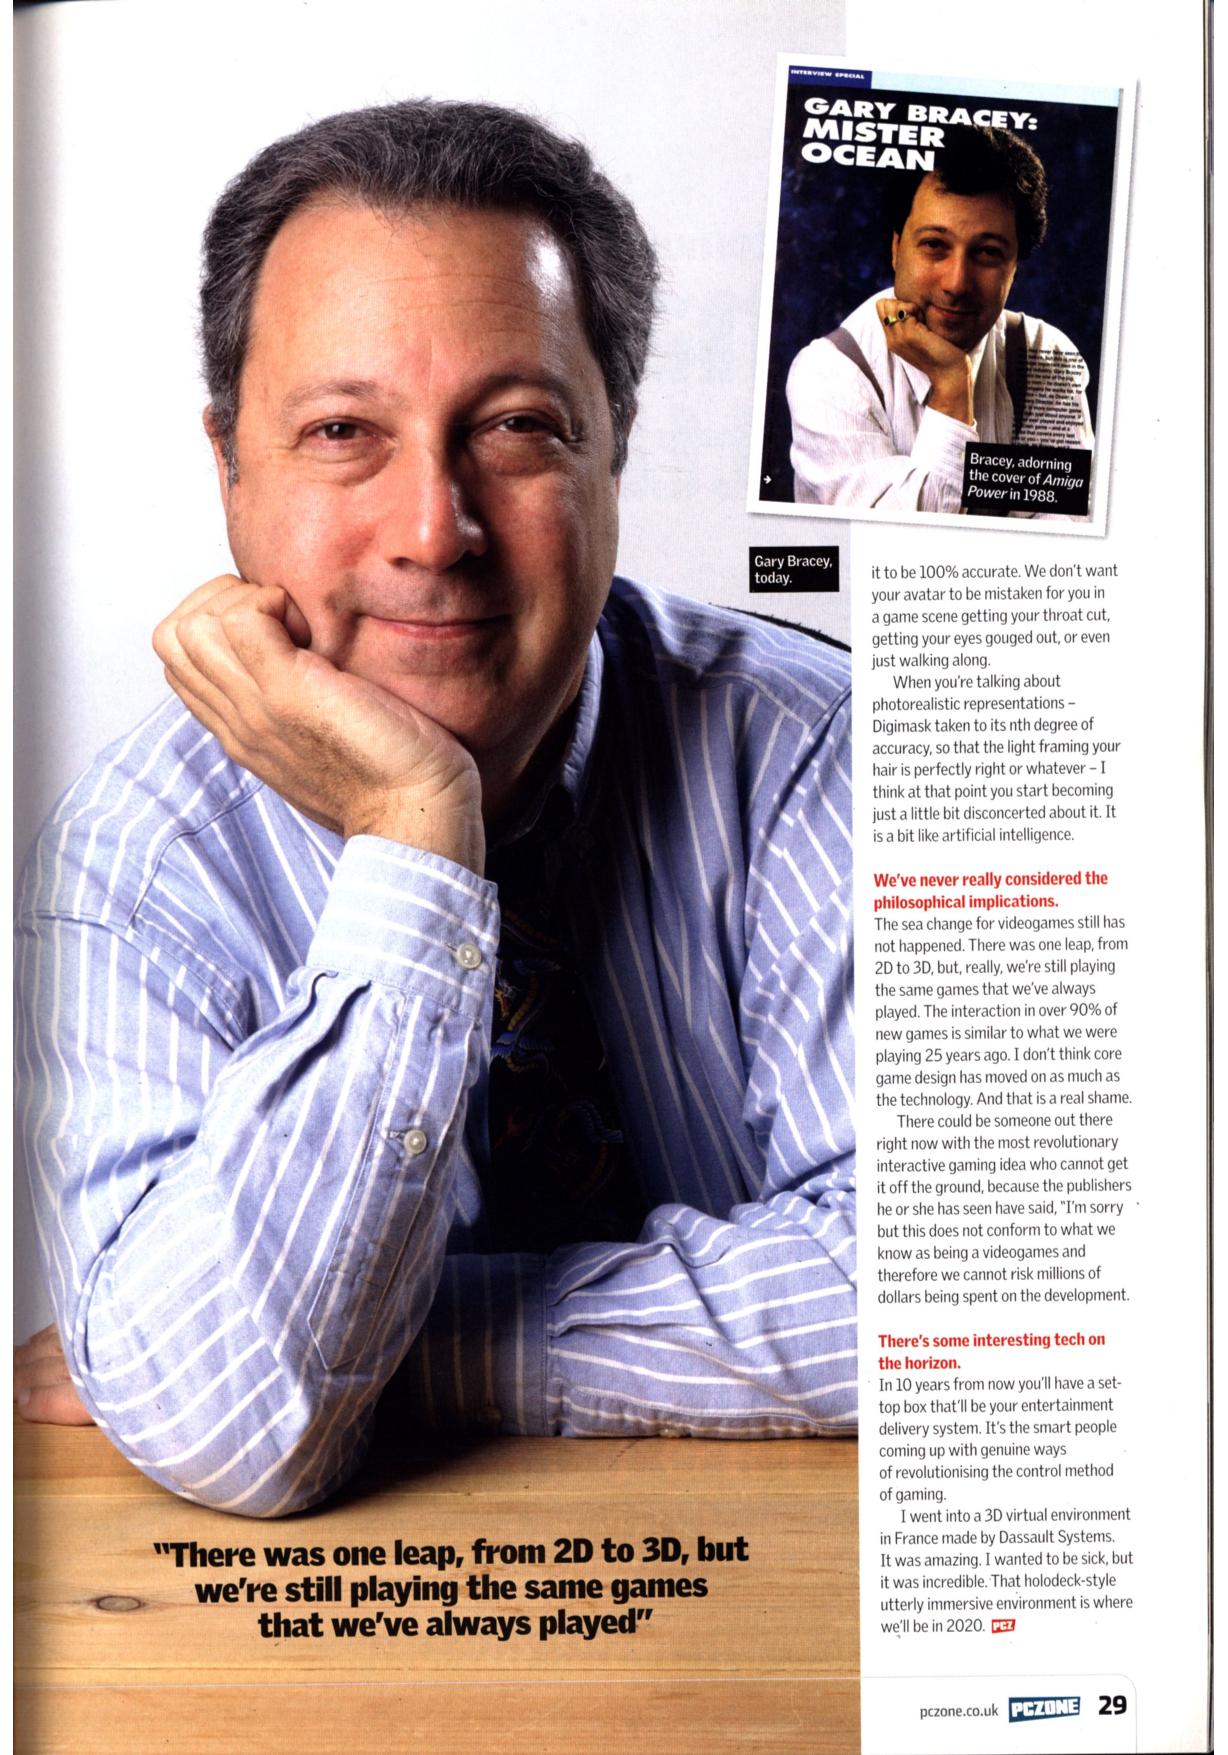 INTERVIEW SPECIAL
GARY BRACEY:
MISTER
OCEAN
Bracey, adorning
the cover of Amiga
Power in 1988.
Gary Bracey,
today.
it to be 100% accurate. We don't want
your avatar to be mistaken for you in
a game scene getting your throat cut,
getting your eyes gouged out, or even
just walking along.
When you're talking about
photorealistic representations –
Digimask taken to its nth degree of
accuracy, so that the light framing your
hair is perfectly right or whatever – I
think at that point you start becoming
just a little bit disconcerted about it. It
is a bit like artificial intelligence.
We've never really considered the
philosophical implications.
The sea change for videogames still has
not happened. There was one leap, from
2D to 3D, but, really, we're still playing
the same games that we've always
played. The interaction in over 90% of
new games is similar to what we were
playing 25 years ago. I don't think core
game design has moved on as much as
the technology. And that is a real shame.
There could be someone out there
right now with the most revolutionary
interactive gaming idea who cannot get
it off the ground, because the publishers
he or she has seen have said, "I'm sorry
but this does not conform to what we
know as being a videogames and
therefore we cannot risk millions of
dollars being spent on the development.
There's some interesting tech on
the horizon.
In 10 years from now you'll have a set-
top box that'll be your entertainment
delivery system. It's the smart people
coming up with genuine ways
of revolutionising the control method
of gaming.
I went into a 3D virtual environment
in France made by Dassault Systems.
It was amazing. I wanted to be sick, but
it was incredible. That holodeck-style
utterly immersive environment is where
we'll be in 2020. PCZ
"There was one leap, from 2D to 3D, but
we're still playing the same games
that we've always played"
pczone.co.uk PCZONE 29